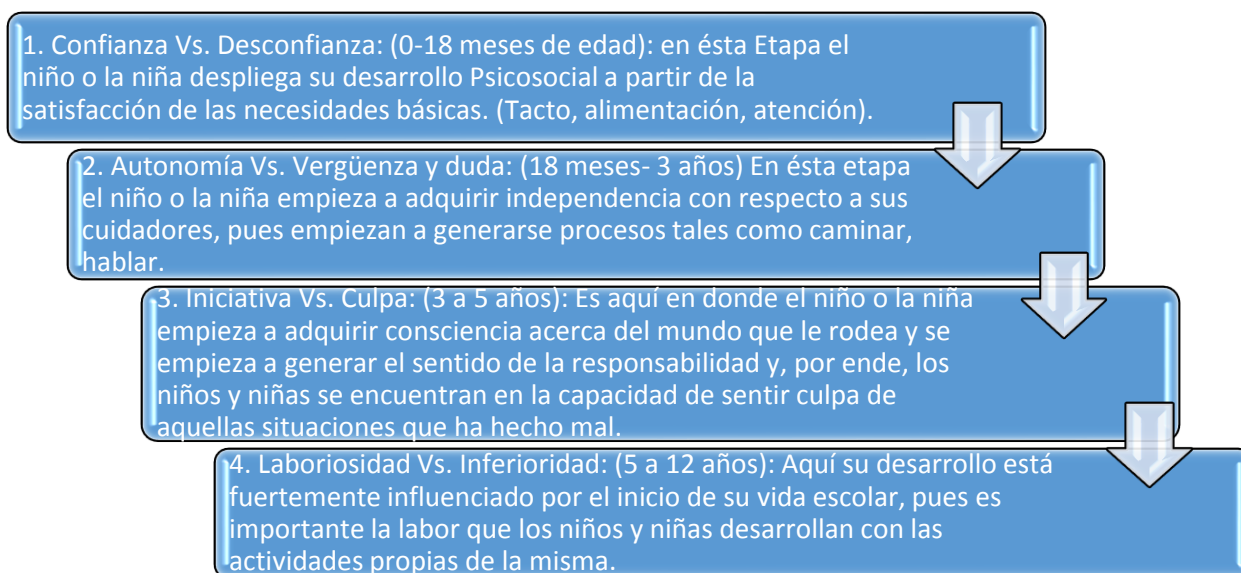 1. Confianza Vs. Desconfianza: (0-18 meses de edad): en ésta Etapa el
niño o la niña despliega su desarrollo Psicosocial a partir de la
satisfacción de las necesidades básicas. (Tacto, alimentación, atención).
2. Autonomía Vs. Vergüenza y duda: (18 meses- 3 años) En ésta etapa
el niño o la niña empieza a adquirir independencia con respecto a sus
cuidadores, pues empiezan a generarse procesos tales como caminar,
hablar.
3. Iniciativa Vs. Culpa: (3 a 5 años): Es aquí en donde el niño o la niña
empieza a adquirir consciencia acerca del mundo que le rodea y se
empieza a generar el sentido de la responsabilidad y, por ende, los
niños y niñas se encuentran en la capacidad de sentir culpa de
aquellas situaciones que ha hecho mal.
4. Laboriosidad Vs. Inferioridad: (5 a 12 años): Aquí su desarrollo está
fuertemente influenciado por el inicio de su vida escolar, pues es
importante la labor que los niños y niñas desarrollan con las
actividades propias de la misma.